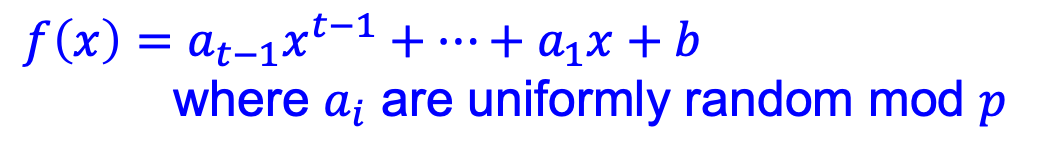 f(x) = a_{t−1}x^{t−1} + ⋯ + a_1x + b
where a_i are uniformly random mod p